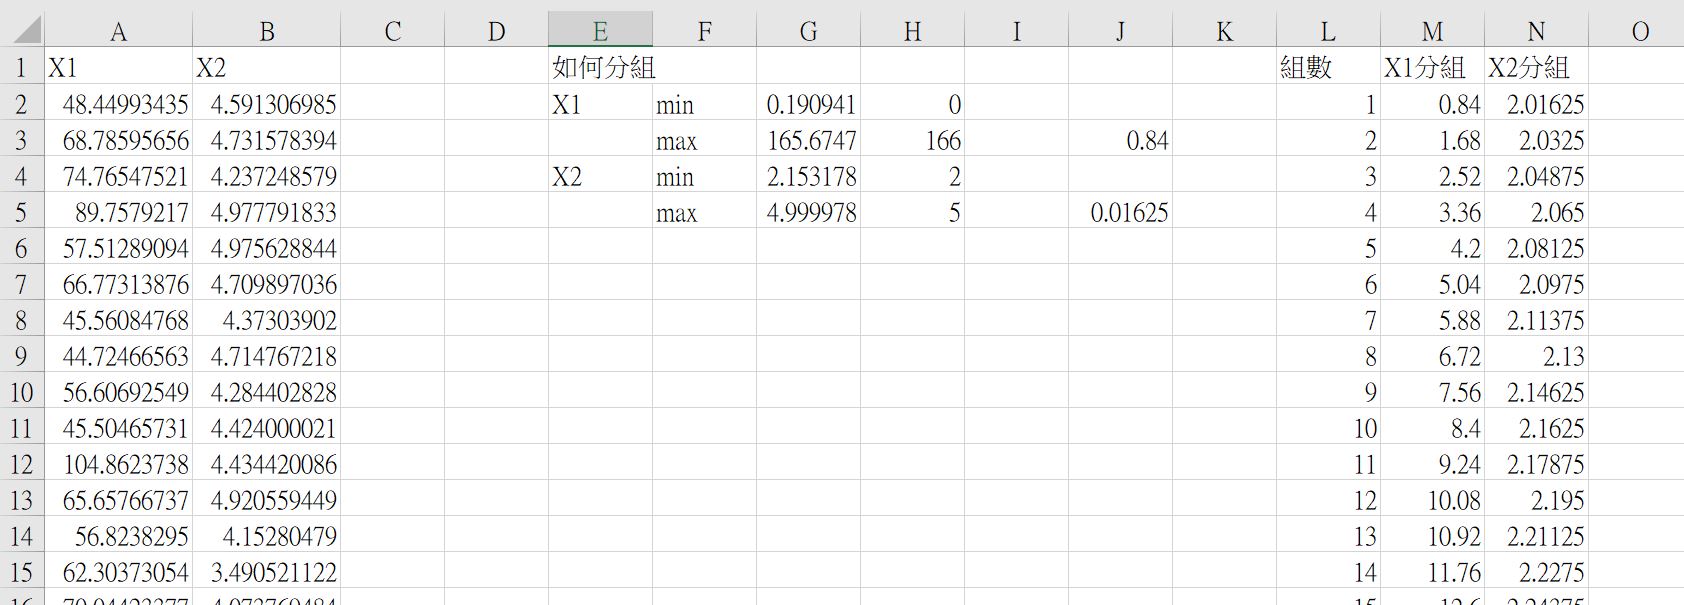 A B C D E F G H I J K L M N O
1 X1 X2 如何分組 組數 X1分組 X2分組
2 48.44993435 4.591306985 X1 min 0.190941 0 1 0.84 2.01625
3 68.78595656 4.731578394 max 165.6747 166 0.84 2 1.68 2.0325
4 74.76547521 4.237248579 X2 min 2.153178 2 3 2.52 2.04875
5 89.7579217 4.977791833 max 4.999978 5 0.01625 4 3.36 2.065
6 57.51289094 4.975628844 5 4.2 2.08125
7 66.77313876 4.709897036 6 5.04 2.0975
8 45.56084768 4.37303902 7 5.88 2.11375
9 44.72466563 4.714767218 8 6.72 2.13
10 56.60692549 4.284402828 9 7.56 2.14625
11 45.50465731 4.424000021 10 8.4 2.1625
12 104.8623738 4.434420086 11 9.24 2.17875
13 65.65766737 4.920559449 12 10.08 2.195
14 56.8238295 4.15280479 13 10.92 2.21125
15 62.30373054 3.490521122 14 11.76 2.2275